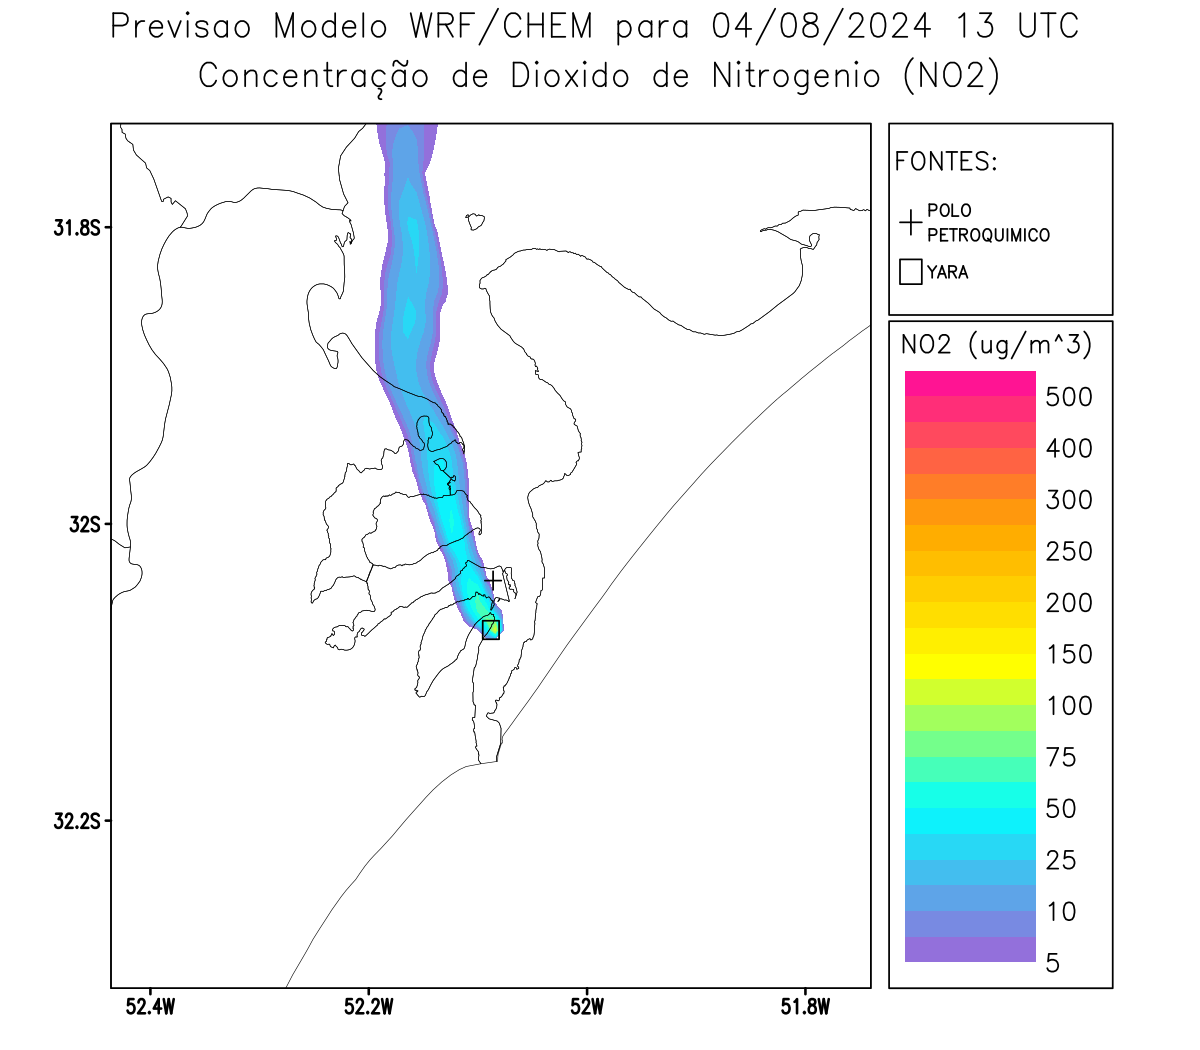 Previsao Modelo WRF/CHEM para 04/08/2024 13 UTC
Concentração de Dioxido de Nitrogenio (NO2)
FONTES:
POLO
PETROQUIMICO
YARA
NO2 (ug/m^3)
500
400
300
250
200
150
100
75
50
25
10
5
31.8S
32S
32.2S
52.4W
52.2W
52W
51.8W